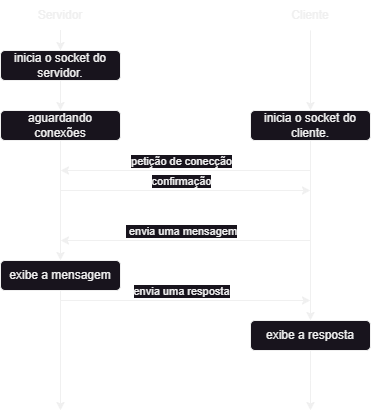 Servidor
Cliente
inicia o socket do
servidor.
aguardando
conexões
inicia o socket do
cliente.
petição de conecção
confirmação
envia uma mensagem
exibe a mensagem
envia uma resposta
exibe a resposta